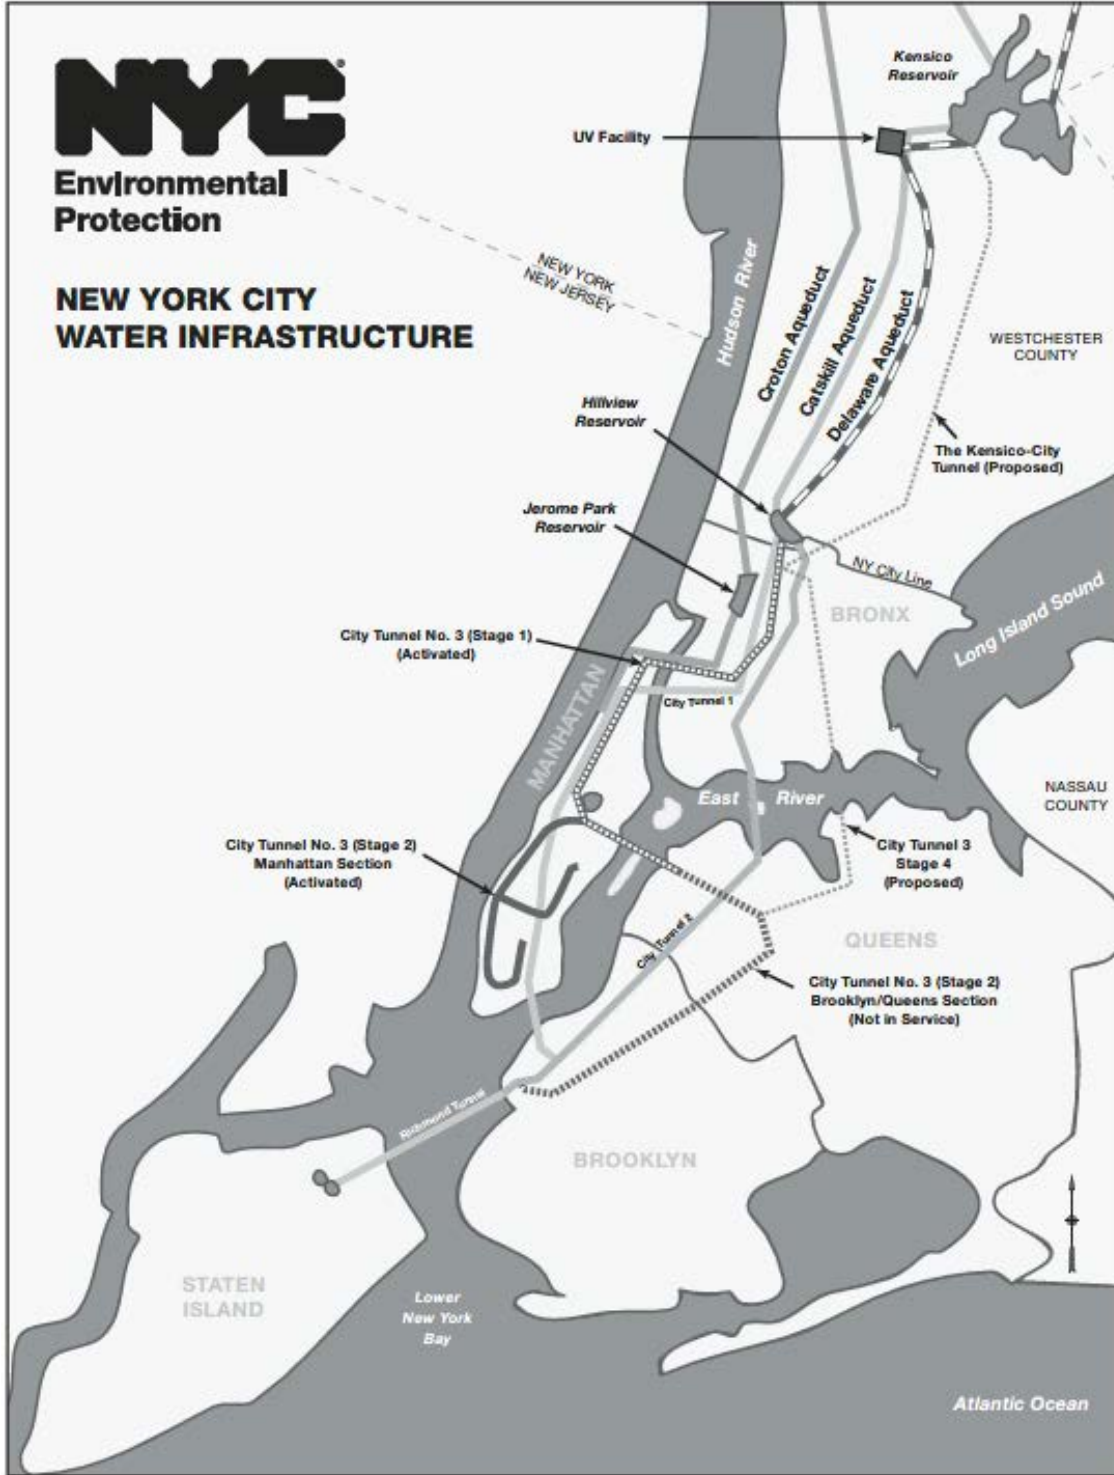 NYC
Environmental
Protection
NEW YORK CITY
WATER INFRASTRUCTURE
Kensico
Reservoir
UV Facility
NEW YORK
NEW JERSEY
Hudson River
Croton Aqueduct
Catskill Aqueduct
Delaware Aqueduct
WESTCHESTER
COUNTY
Hillview
Reservoir
The Kensico-City
Tunnel (Proposed)
Jerome Park
Reservoir
NY City Line
BRONX
Long Island Sound
City Tunnel No. 3 (Stage 1)
(Activated)
MANHATTAN
City Tunnel 1
East River
NASSAU
COUNTY
City Tunnel No. 3 (Stage 2)
Manhattan Section
(Activated)
City Tunnel 3
Stage 4
(Proposed)
City Tunnel 2
QUEENS
City Tunnel No. 3 (Stage 2)
Brooklyn/Queens Section
(Not in Service)
Richmond Tunnel
BROOKLYN
STATEN
ISLAND
Lower
New York
Bay
Atlantic Ocean